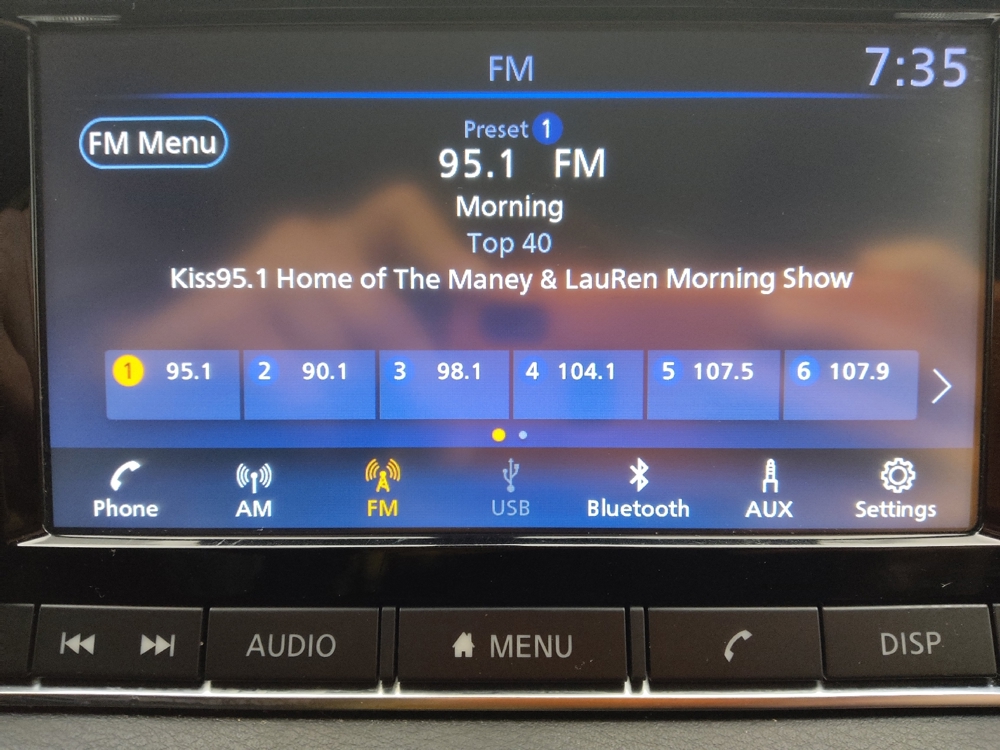 FM
7:35
FM Menu
Preset 1
95.1 FM
Morning
Top 40
Kiss95.1 Home of The Maney & LauRen Morning Show
1 95.1 2 90.1 3 98.1 4 104.1 5 107.5 6 107.9
Phone AM FM USB Bluetooth AUX Settings
AUDIO MENU DISP